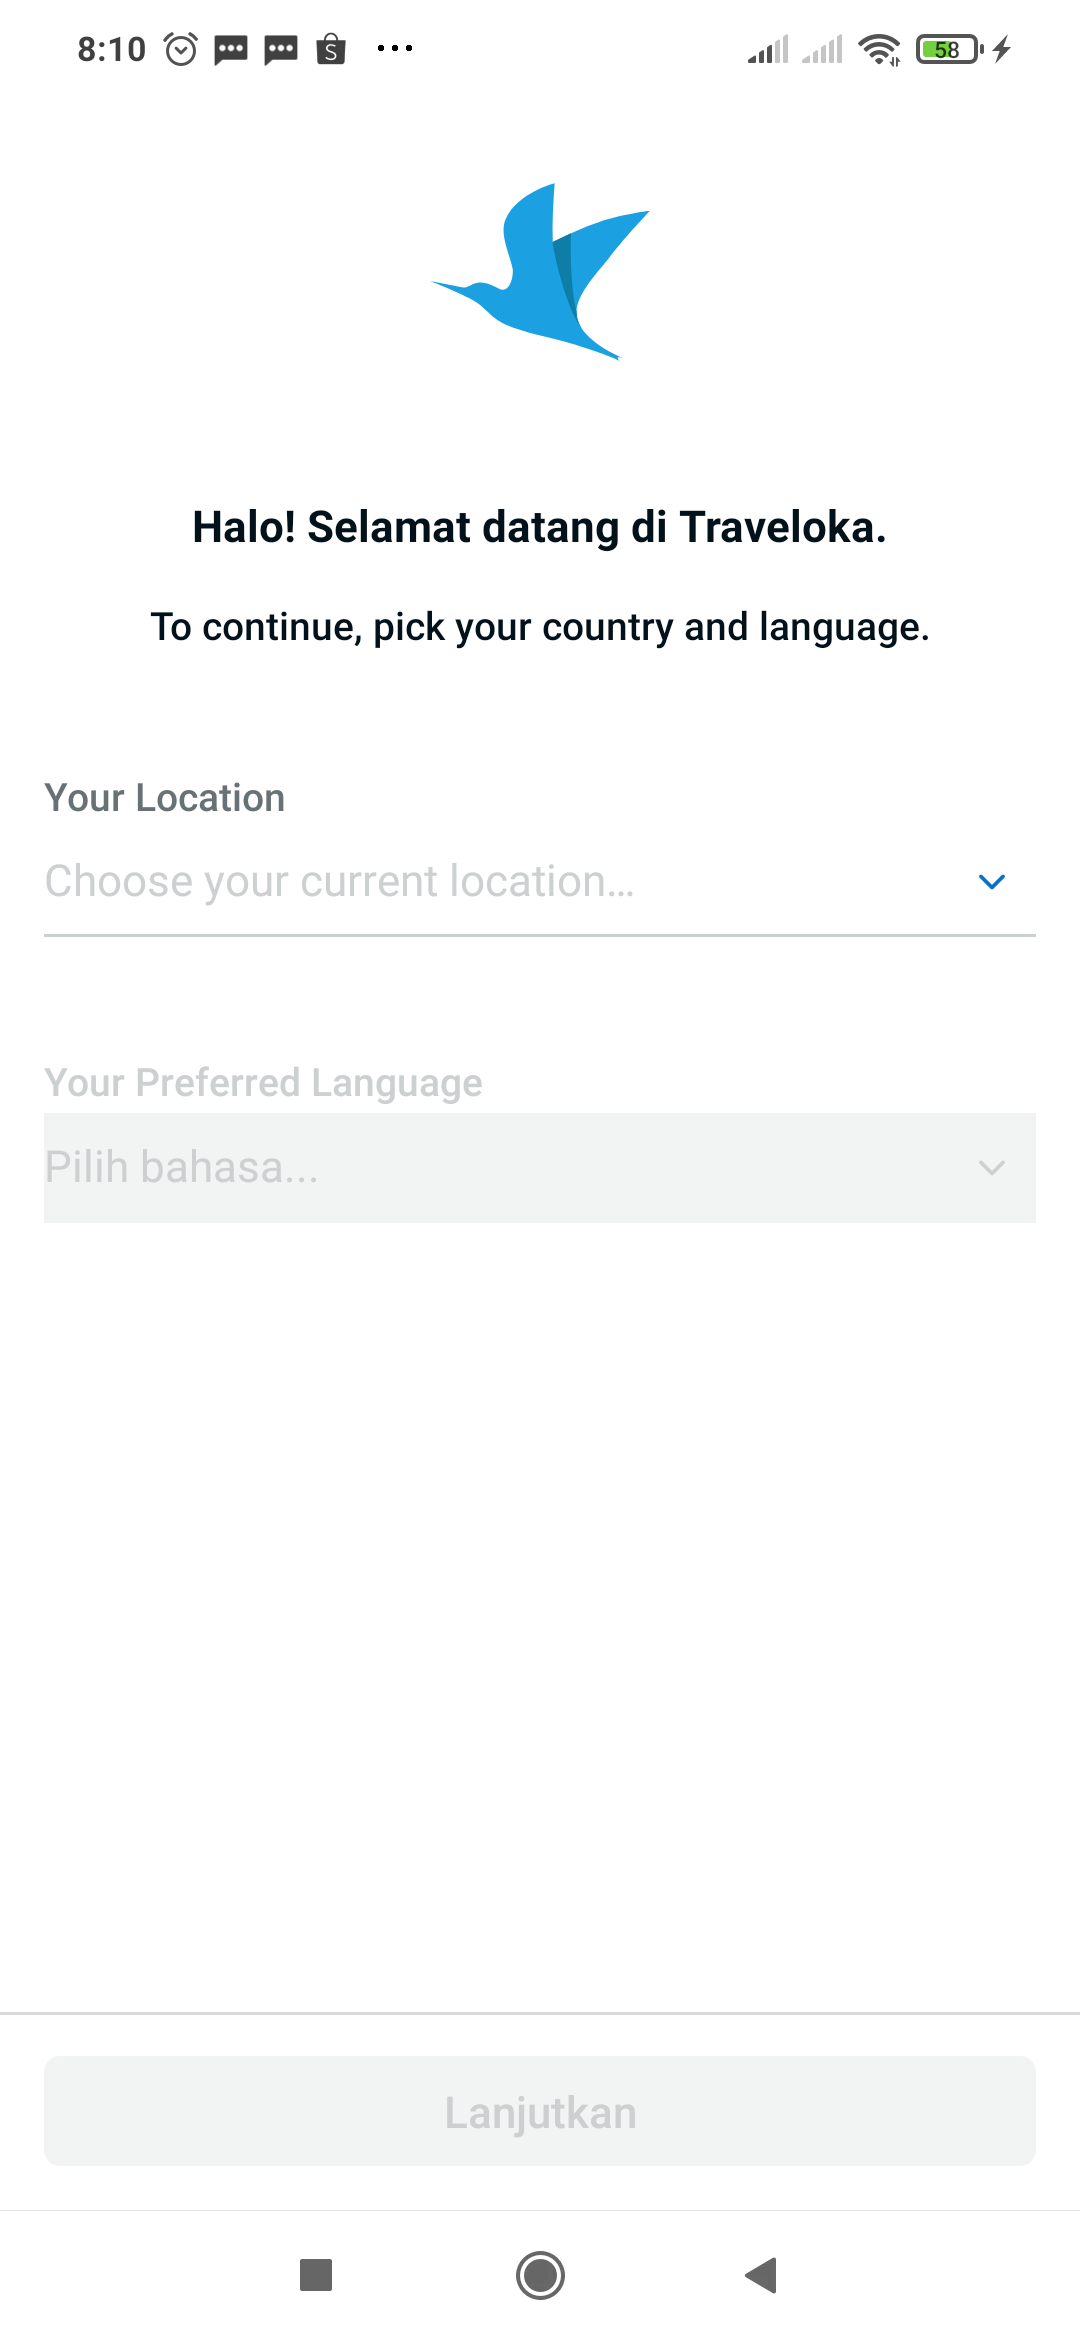 8:10
58
Halo! Selamat datang di Traveloka.
To continue, pick your country and language.
Your Location
Choose your current location...
Your Preferred Language
Pilih bahasa...
Lanjutkan